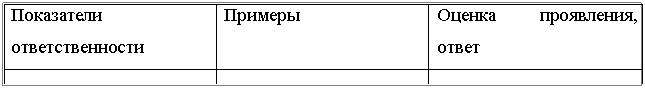 Показатели ответственности
Примеры
Оценка проявления, ответ